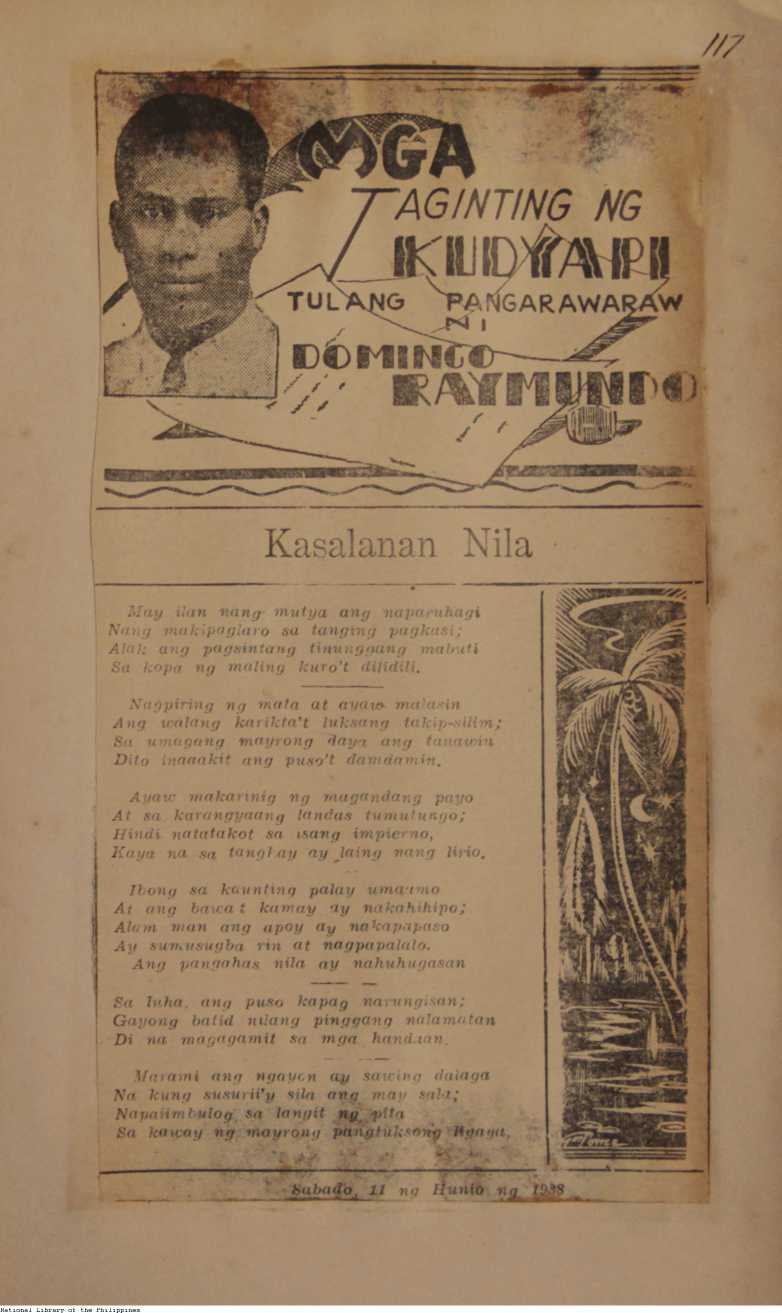 117
MGA
TAGINTING NG
KUDYAPI
TULANG PANGARAWARAW
NI
DOMINGO
RAYMUNDO
Kasalanan Nila
May ilan nang mutya ang naparuhagi
Nang makipaglaro sa tanging pagkasi;
Alak ang pagsintang tinunggang mabuti
Sa kopa ng maling kuro't dilidili.
Nagpiring ng mata at ayaw malasin
Ang walang karikta't luksang takip-silim;
Sa umagang mayrong daya ang tanawin
Dito inaaakit ang puso't damdamin.
Ayaw makarinig ng magandang payo
At sa karangyaang landas tumutungo;
Hindi natatakot sa isang impierno,
Kaya na sa tangkay ay laing nang lirio.
Ibong sa kaunting palay umaamo
At ang bawa't kamay ay nakahihipo;
Alam man ang apoy ay nakapapaso
Ay sumusugba rin at nagpapalalo.
Ang pangahas nila ay nahuhugasan
Sa luha, ang puso kapag narungisan;
Gayong batid nilang pinggang nalamatan
Di na magagamit sa mga handaan.
Marami ang ngayon ay sawing dalaga
Na kung susurii'y sila ang may sala;
Napaiimbulog sa langit ng pita
Sa kaway ng mayrong pangtuksong ligaya.
Sabado, 11 ng Hunio ng 1938
National Library of the Philippines